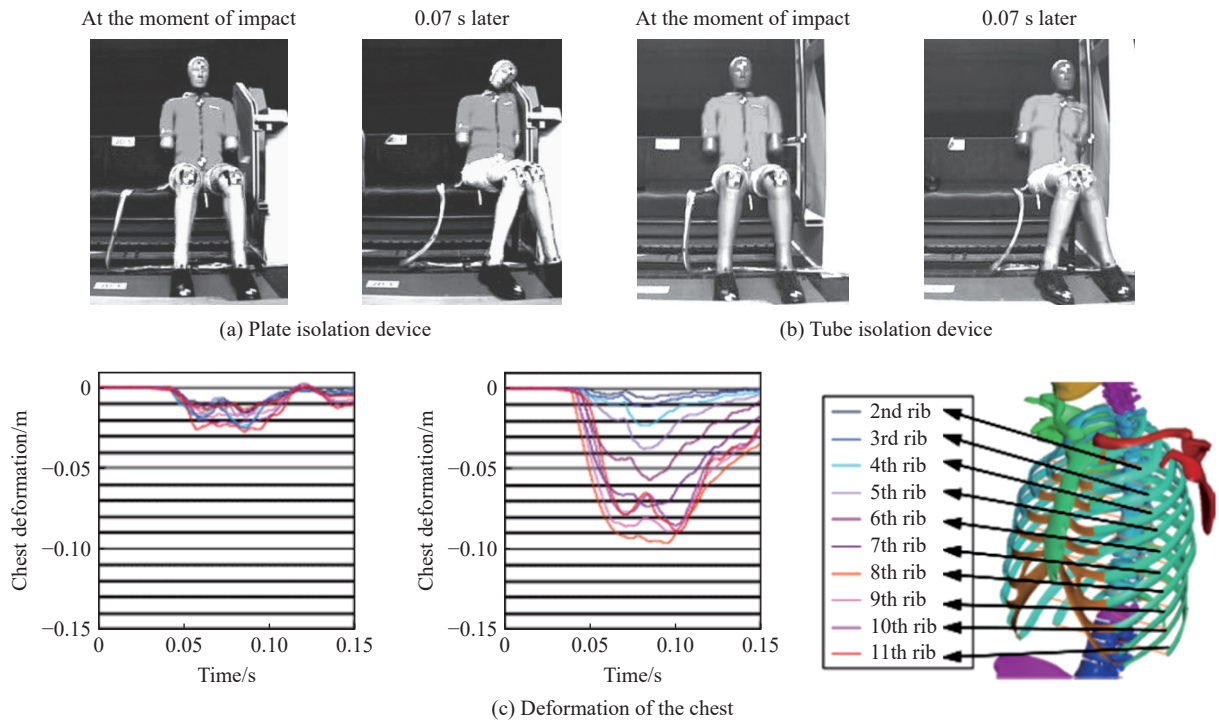 At the moment of impact
0.07 s later
At the moment of impact
0.07 s later
(a) Plate isolation device
(b) Tube isolation device
Chest deformation/m
0
−0.05
−0.10
−0.15
0
0.05
0.10
0.15
Time/s
Chest deformation/m
0
−0.05
−0.10
−0.15
0
0.05
0.10
0.15
Time/s
2nd rib
3rd rib
4th rib
5th rib
6th rib
7th rib
8th rib
9th rib
10th rib
11th rib
(c) Deformation of the chest